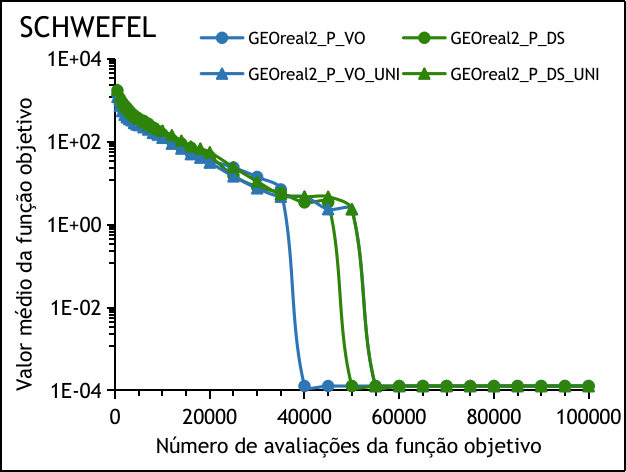 SCHWEFEL
GEOreal2_P_VO
GEOreal2_P_DS
GEOreal2_P_VO_UNI
GEOreal2_P_DS_UNI
Valor médio da função objetivo
1E+04
1E+02
1E+00
1E-02
1E-04
0 20000 40000 60000 80000 100000
Número de avaliações da função objetivo